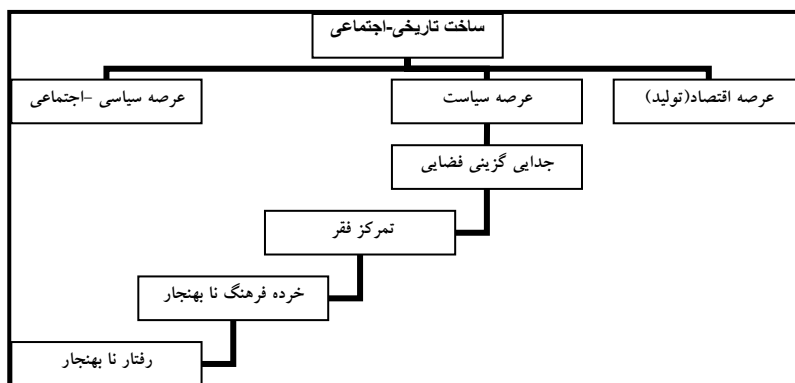 ساخت تاریخی-اجتماعی
عرصه اقتصاد(تولید)
عرصه سیاست
عرصه سیاسی –اجتماعی
جدایی گزینی فضایی
تمرکز فقر
خرده فرهنگ نا بهنجار
رفتار نا بهنجار